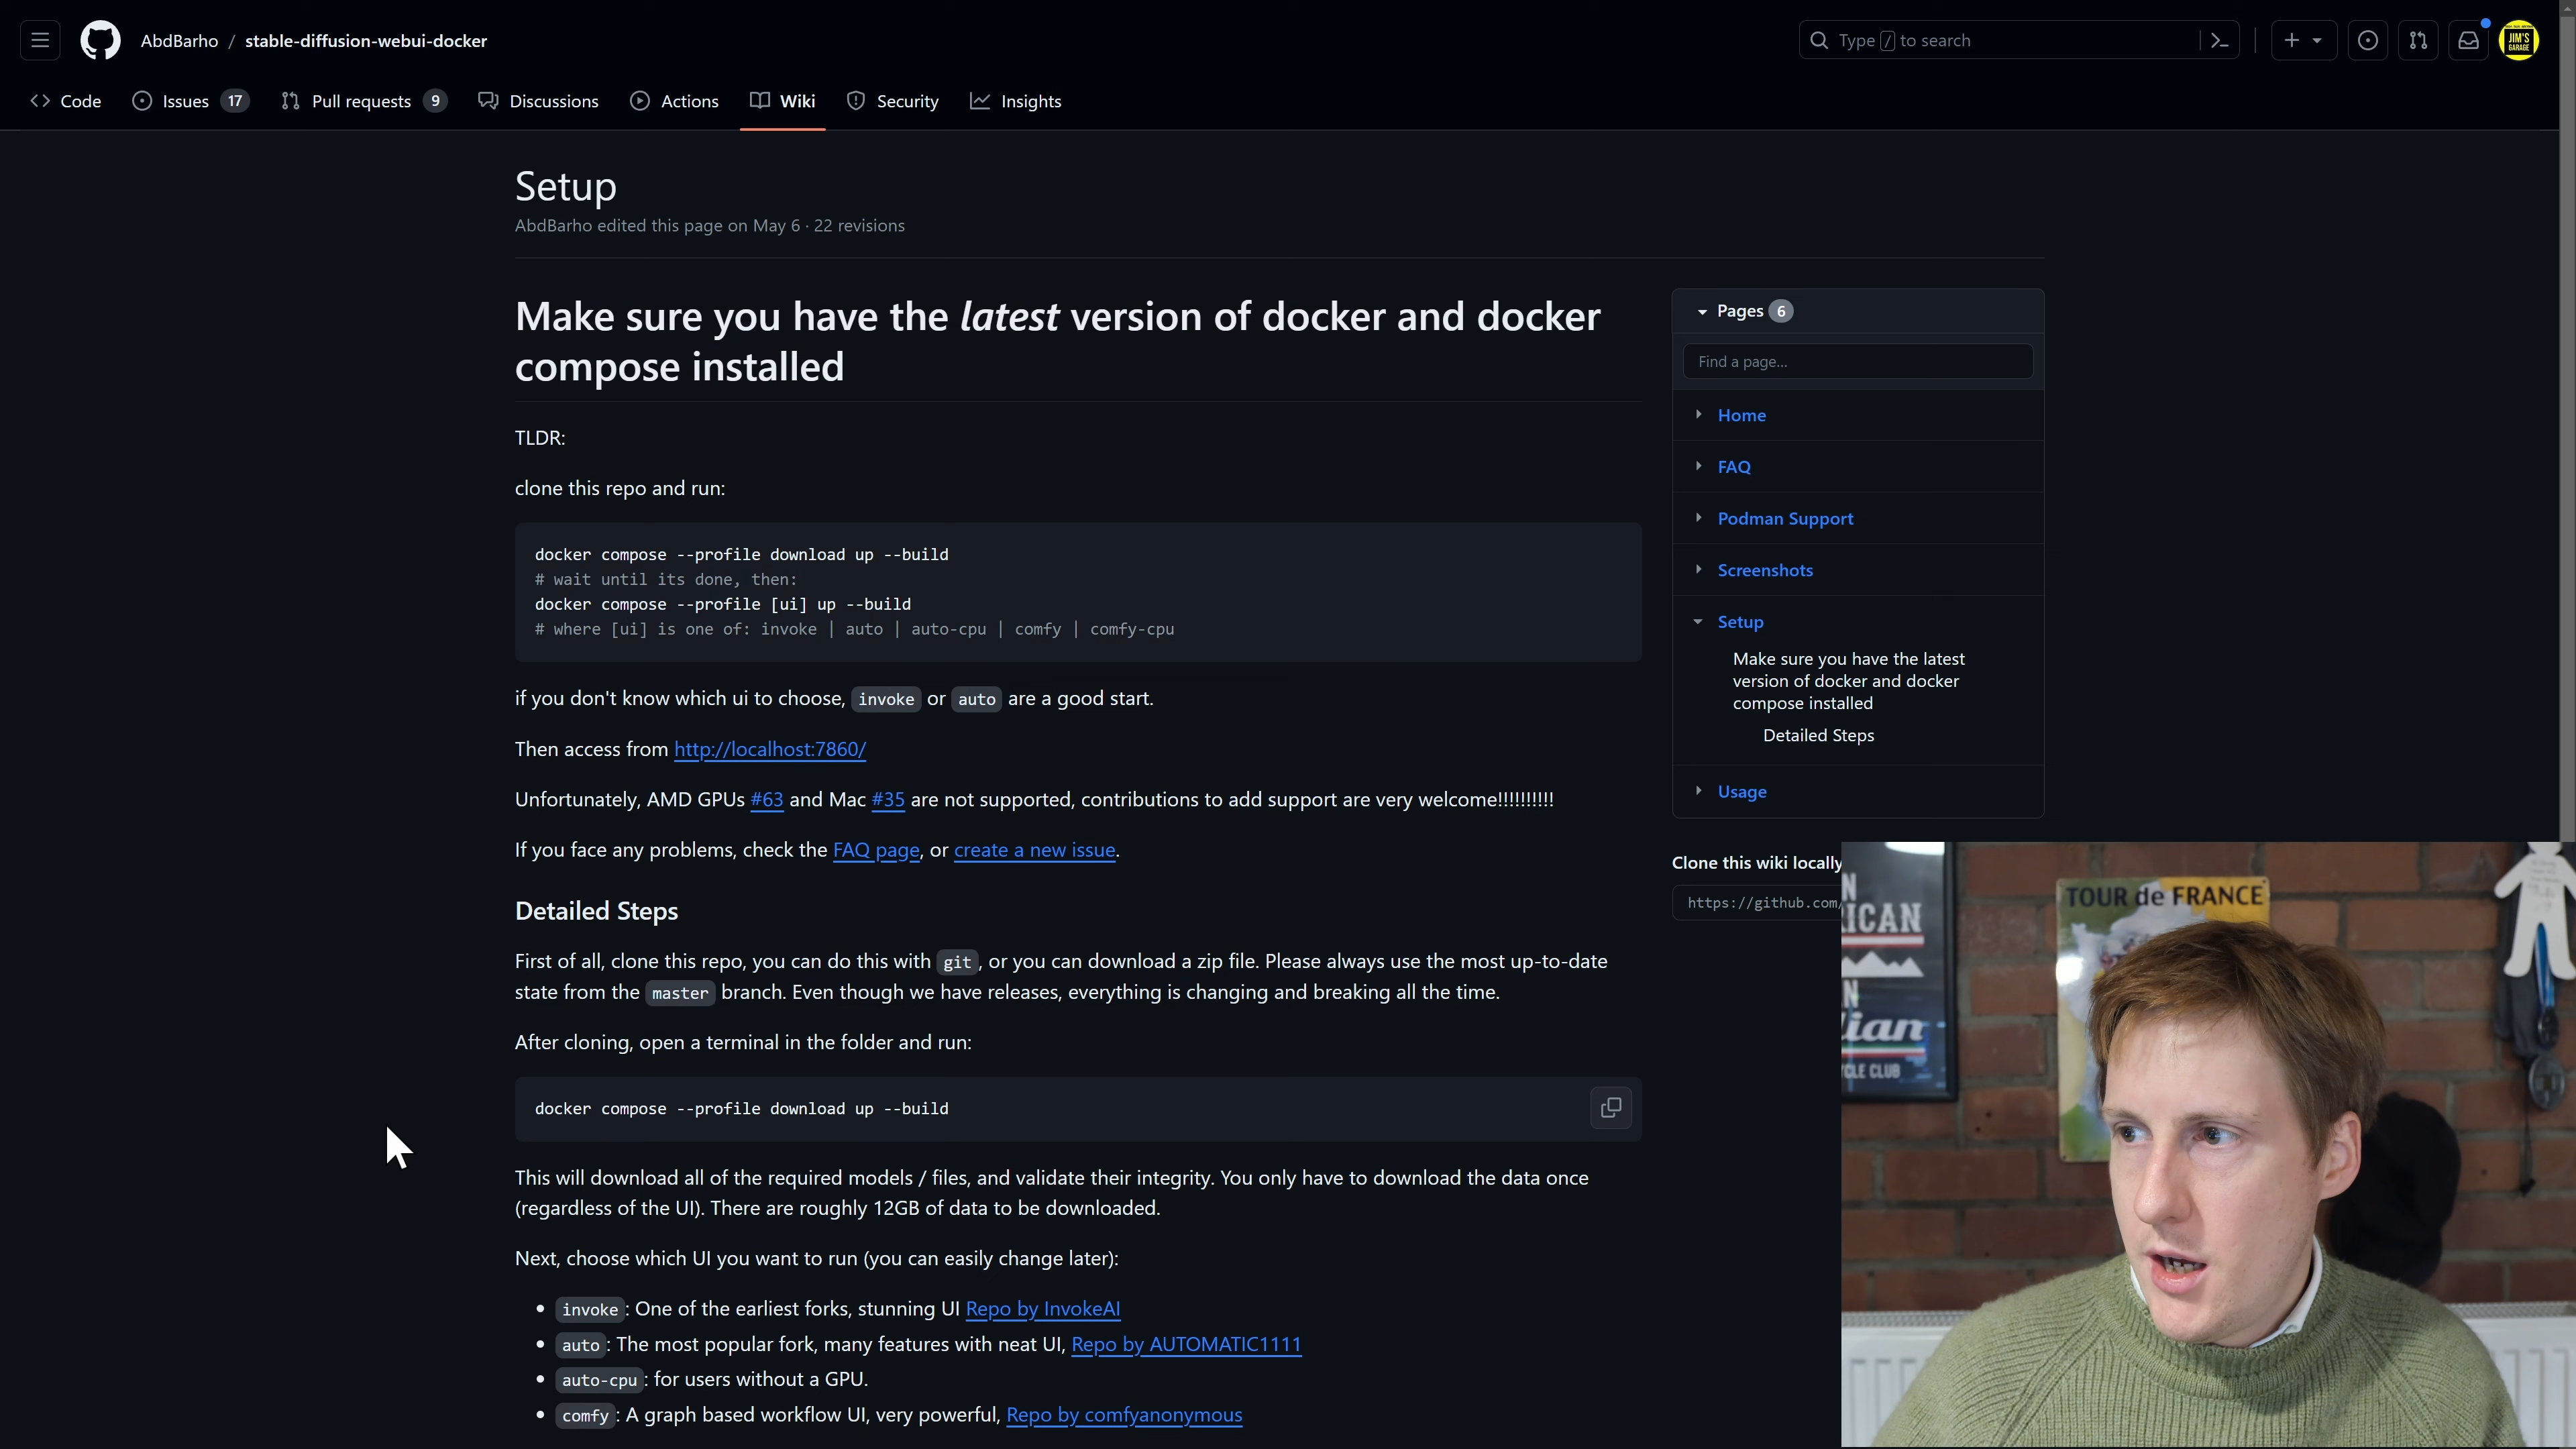 AbdBarho / stable-diffusion-webui-docker
Type / to search
JIM'S
GARAGE
Code
Issues 17
Pull requests 9
Discussions
Actions
Wiki
Security
Insights
Setup
AbdBarho edited this page on May 6 · 22 revisions
Make sure you have the latest version of docker and docker
compose installed
TLDR:
clone this repo and run:
docker compose --profile download up --build
# wait until its done, then:
docker compose --profile [ui] up --build
# where [ui] is one of: invoke | auto | auto-cpu | comfy | comfy-cpu
if you don't know which ui to choose, invoke or auto are a good start.
Then access from http://localhost:7860/
Unfortunately, AMD GPUs #63 and Mac #35 are not supported, contributions to add support are very welcome!!!!!!!!!!
If you face any problems, check the FAQ page, or create a new issue.
Detailed Steps
First of all, clone this repo, you can do this with git, or you can download a zip file. Please always use the most up-to-date
state from the master branch. Even though we have releases, everything is changing and breaking all the time.
After cloning, open a terminal in the folder and run:
docker compose --profile download up --build
This will download all of the required models / files, and validate their integrity. You only have to download the data once
(regardless of the UI). There are roughly 12GB of data to be downloaded.
Next, choose which UI you want to run (you can easily change later):
invoke: One of the earliest forks, stunning UI Repo by InvokeAI
auto: The most popular fork, many features with neat UI, Repo by AUTOMATIC1111
auto-cpu: for users without a GPU.
comfy: A graph based workflow UI, very powerful, Repo by comfyanonymous
Pages 6
Find a page...
Home
FAQ
Podman Support
Screenshots
Setup
Make sure you have the latest
version of docker and docker
compose installed
Detailed Steps
Usage
Clone this wiki locally
https://github.com/
TOUR de FRANCE
N
ICAN
N
ian
CLE CLUB